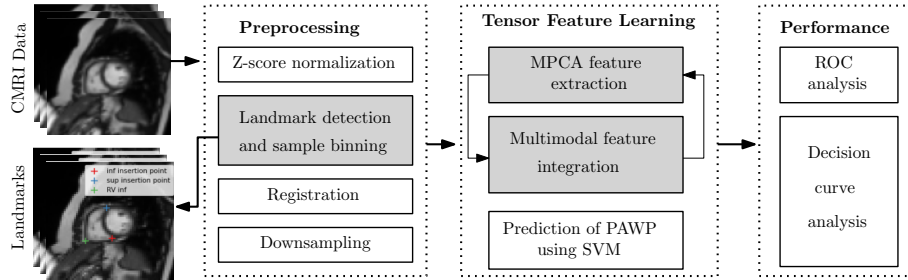 CMRI Data
Landmarks
inf insertion point
sup insertion point
RV inf
Preprocessing
Z-score normalization
Landmark detection
and sample binning
Registration
Downsampling
Tensor Feature Learning
MPCA feature
extraction
Multimodal feature
integration
Prediction of PAWP
using SVM
Performance
ROC
analysis
Decision
curve
analysis